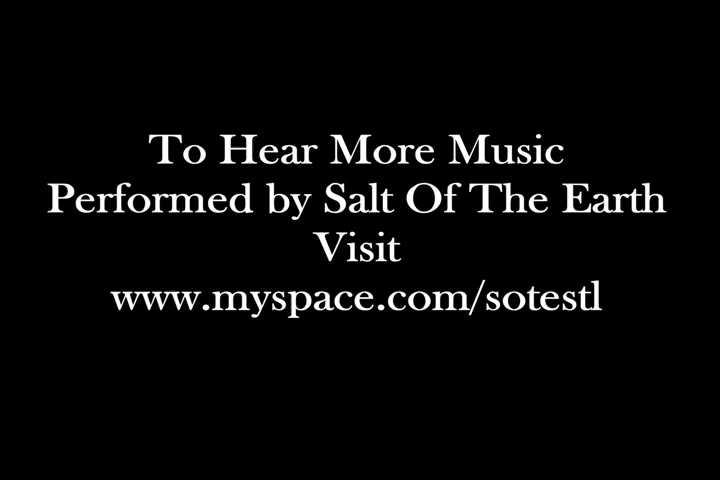 To Hear More Music
Performed by Salt Of The Earth
Visit
www.myspace.com/sotestl